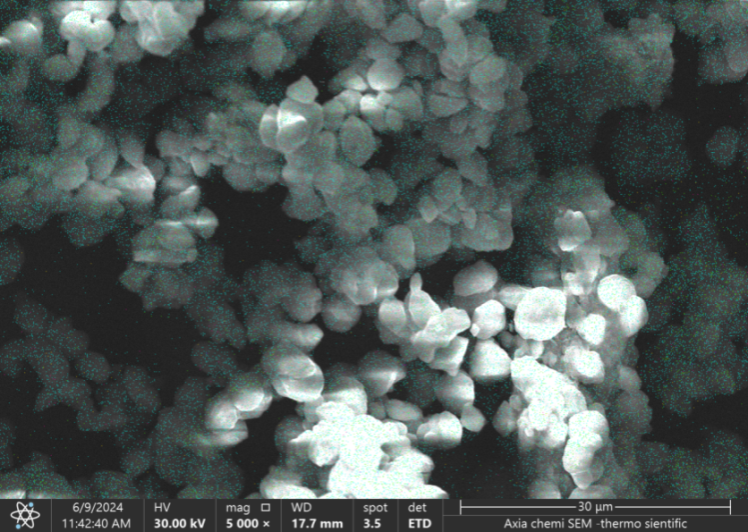 6/9/2024
11:42:40 AM
HV
30.00 kV
mag
5 000 ×
WD
17.7 mm
spot
3.5
det
ETD
30 µm
Axia chemi SEM -thermo sientific